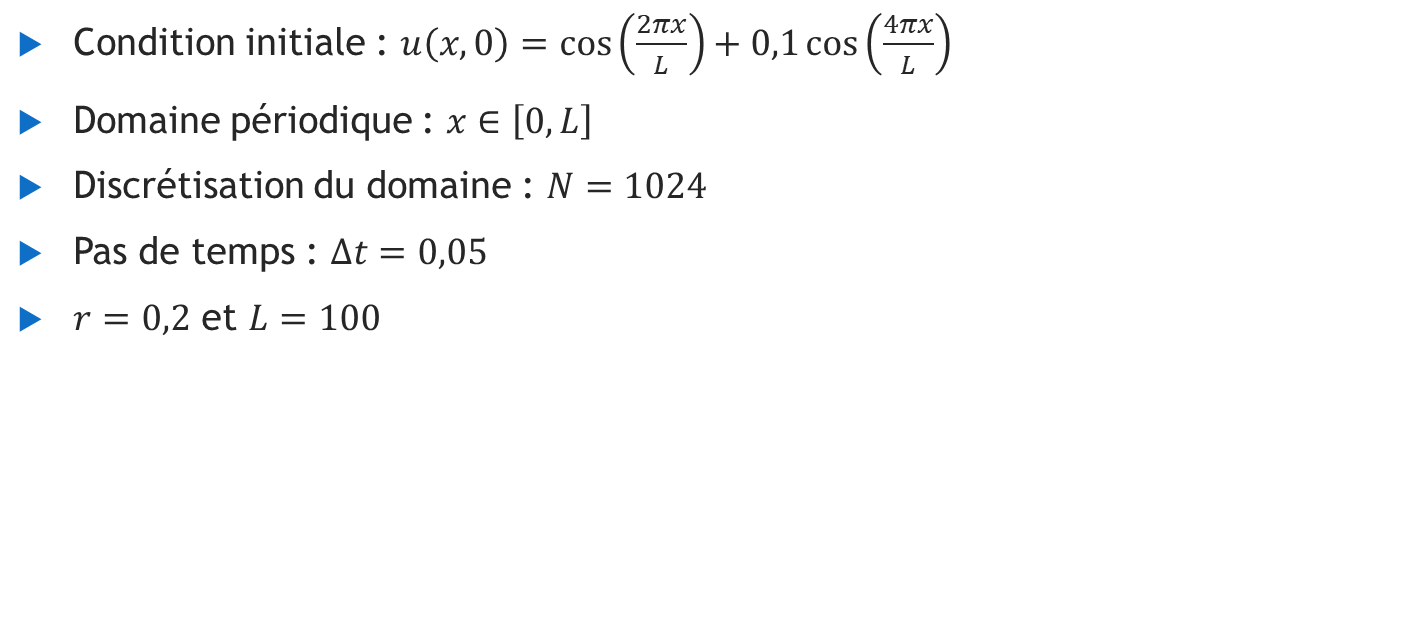 Condition initiale : u(x, 0) = cos(2πx/L) + 0,1 cos(4πx/L)
Domaine périodique : x ∈ [0, L]
Discrétisation du domaine : N = 1024
Pas de temps : Δt = 0,05
r = 0,2 et L = 100